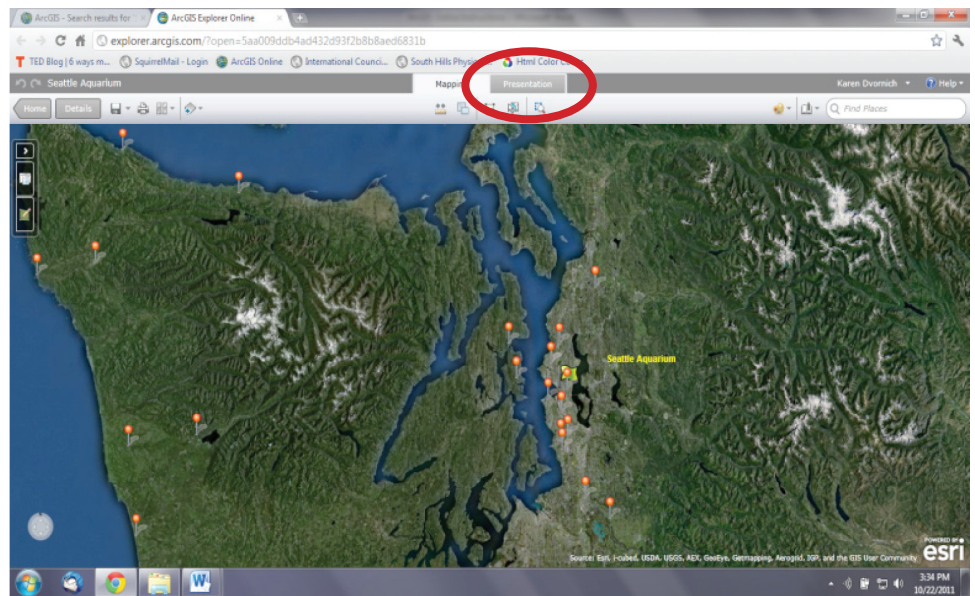 ArcGIS - Search results for
ArcGIS Explorer Online
explorer.arcgis.com/?open=5aa009ddb4ad432d93f2b8b8aed6831b
TED Blog | 6 ways m...
SquirrelMail - Login
ArcGIS Online
International Counci...
South Hills Physic
Html Color
Seattle Aquarium
Mapping
Presentation
Karen Dvornich
Help
Home
Details
Find Places
Seattle Aquarium
Source: Esri, i-cubed, USDA, USGS, AEX, GeoEye, Getmapping, Aerogrid, IGP, and the GIS User Community
POWERED BY
esri
3:34 PM
10/22/2011